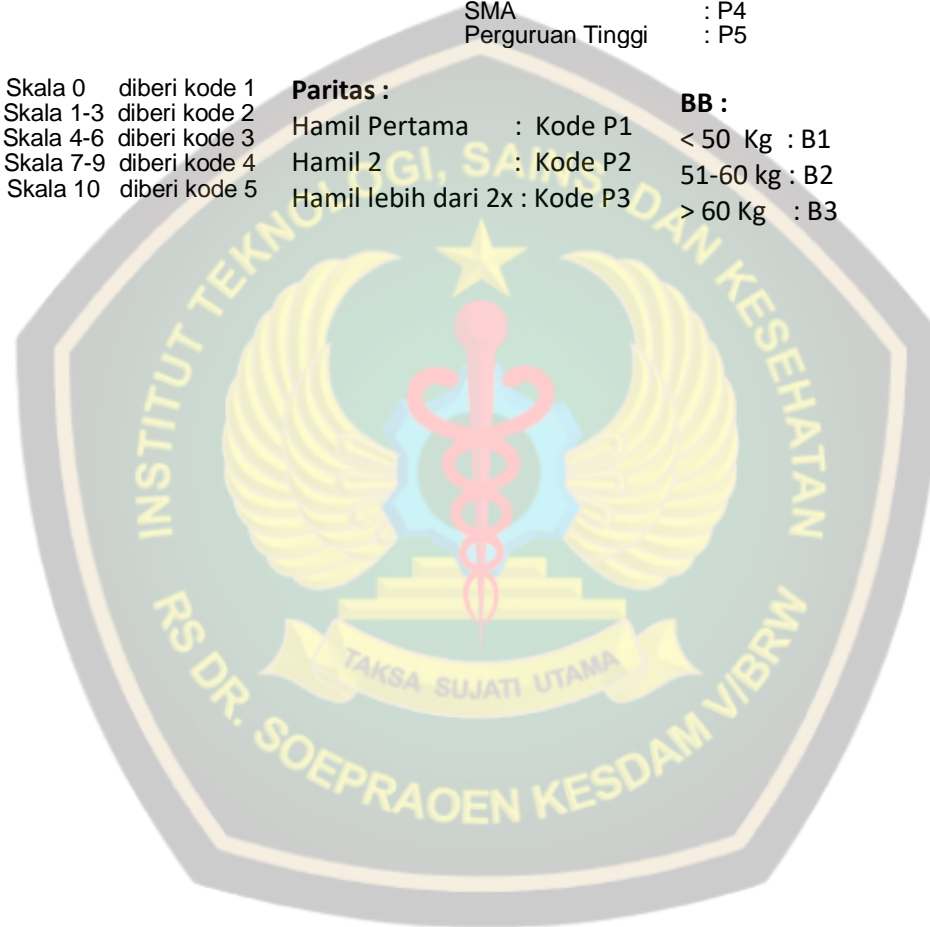 SMA : P4
Perguruan Tinggi : P5
Skala 0 diberi kode 1
Skala 1-3 diberi kode 2
Skala 4-6 diberi kode 3
Skala 7-9 diberi kode 4
Skala 10 diberi kode 5
Paritas :
Hamil Pertama : Kode P1
Hamil 2 : Kode P2
Hamil lebih dari 2x : Kode P3
BB :
< 50 Kg : B1
51-60 kg : B2
> 60 Kg : B3
INSTITUT TEKNOLOGI, SAINS, DAN KESEHATAN
TAKSA SUJATI UTAMA
RS DR. SOEPRAOEN KESDAM V/BRW